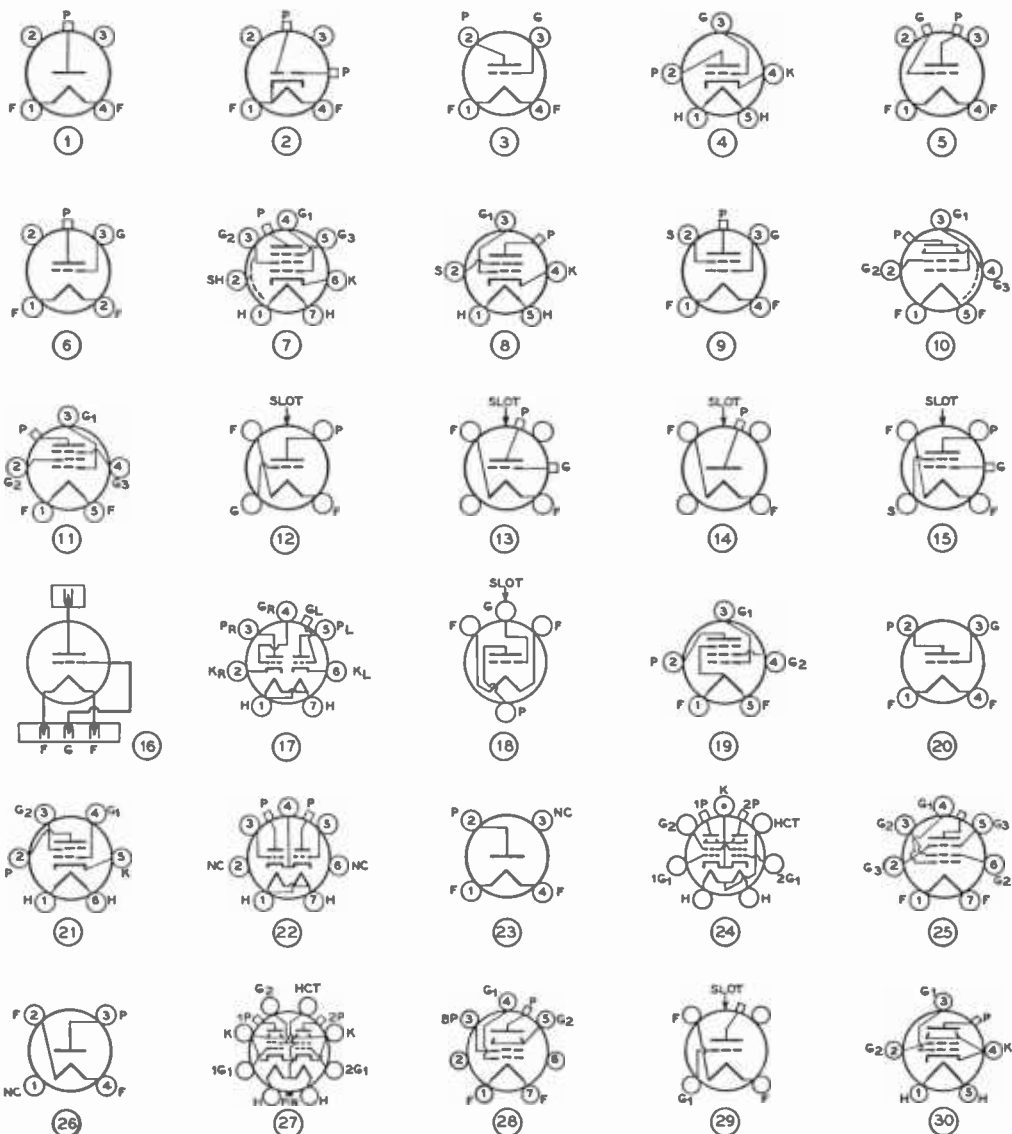 P
2 3
F 1 4 F
1
P
2 3
P
F 1 4 F
2
P G
2 3
F 1 4 F
3
G 3
P 2 4 K
H 1 5 H
4
G P
2 3
F 1 4 F
5
P
2 3 G
F 1 2 F
6
P 4 G1
G2 3 5 G3
SH 2 6 K
H 1 7 H
7
G1 3 P
S 2 4 K
H 1 5 H
8
P
S 2 3 G
F 1 4 F
9
3 G1
P
G2 2 4 G3
F 1 5 F
10
3 G1
P
2 4
G2 G3
F 1 5 F
11
SLOT
F P
G F
12
SLOT
F P
G
F
13
SLOT
F P
F
14
SLOT
F P
G
S F
15
F G F
16
GR 4 GL
PR 3 5 PL
KR 2 6 KL
H 1 7 H
17
SLOT
G
F F
P
18
3 G1
P 2 4 G2
F 1 5 F
19
P 2 3 G
F 1 4 F
20
G2 3 4 G1
2 5
P K
H 1 6 H
21
P 4 P
3 5
NC 2 6 NC
H 1 7 H
22
P 2 3 NC
F 1 4 F
23
K
1P 2P
G2 HCT
1G1 2G1
H H
24
G1 4
G2 3 5 G3
G3 2 6 G2
F 1 7 F
25
F 2 3 P
NC 1 4 F
26
G2 HCT
1P 2P
K K
1G1 2G1
H H
27
G1 4 P
BP 3 5 G2
2 6
F 1 7 F
28
SLOT
F
G1 F
29
G1 3
P
G2 2 4 K
H 1 5 H
30